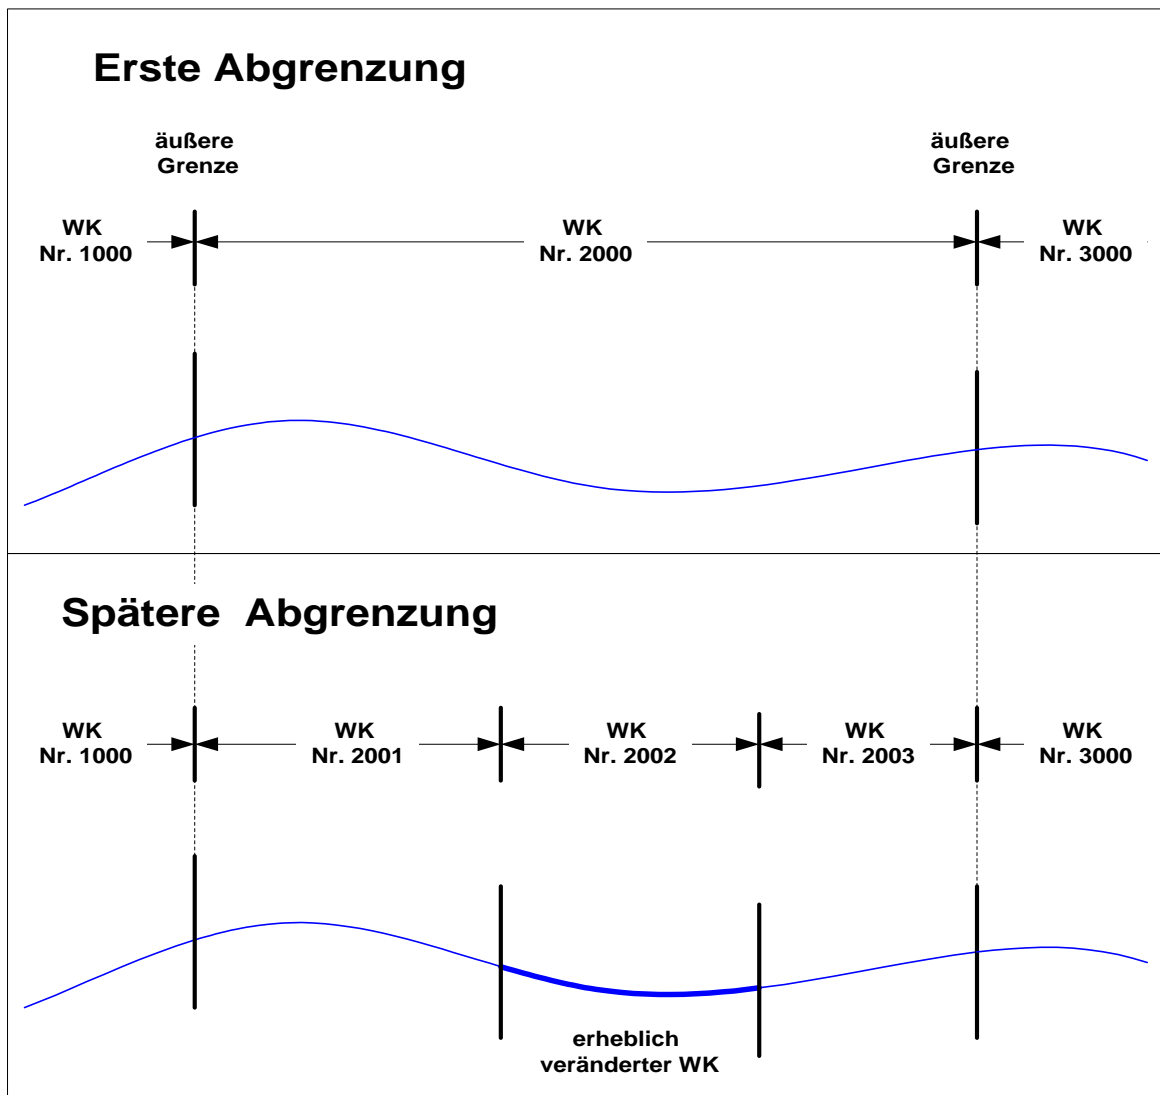 Erste Abgrenzung
äußere
Grenze
äußere
Grenze
WK
Nr. 1000
WK
Nr. 2000
WK
Nr. 3000
Spätere Abgrenzung
WK
Nr. 1000
WK
Nr. 2001
WK
Nr. 2002
WK
Nr. 2003
WK
Nr. 3000
erheblich
veränderter WK